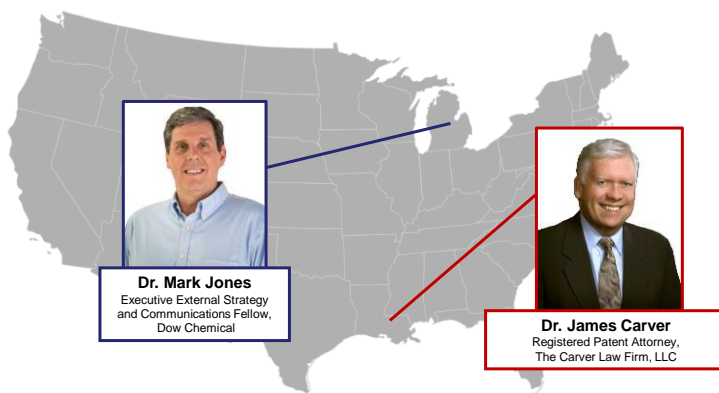 Dr. Mark Jones
Executive External Strategy
and Communications Fellow,
Dow Chemical
Dr. James Carver
Registered Patent Attorney,
The Carver Law Firm, LLC